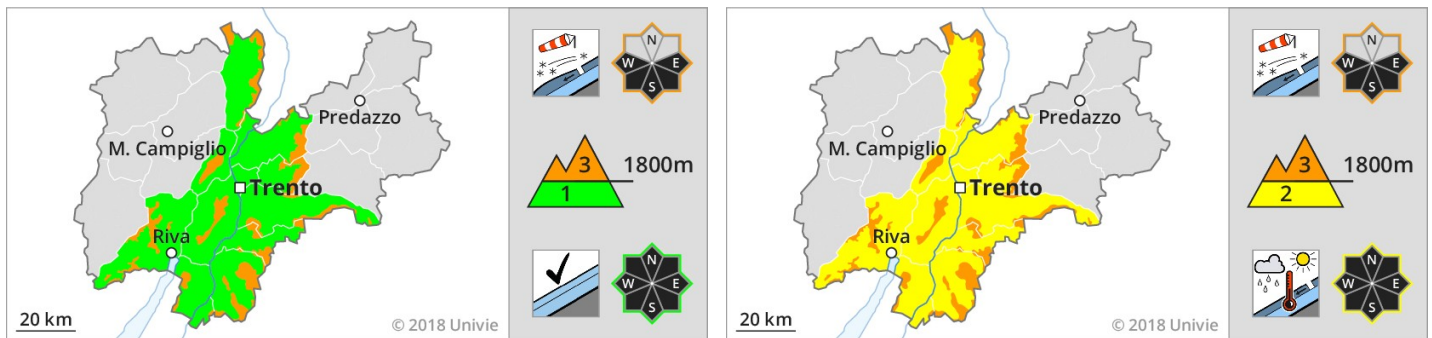 N
W E
S
Predazzo
M. Campiglio
3 1800m
1
Trento
Riva
N
W E
S
20 km
© 2018 Univie
N
W E
S
Predazzo
M. Campiglio
3 1800m
2
Trento
Riva
N
W E
S
20 km
© 2018 Univie